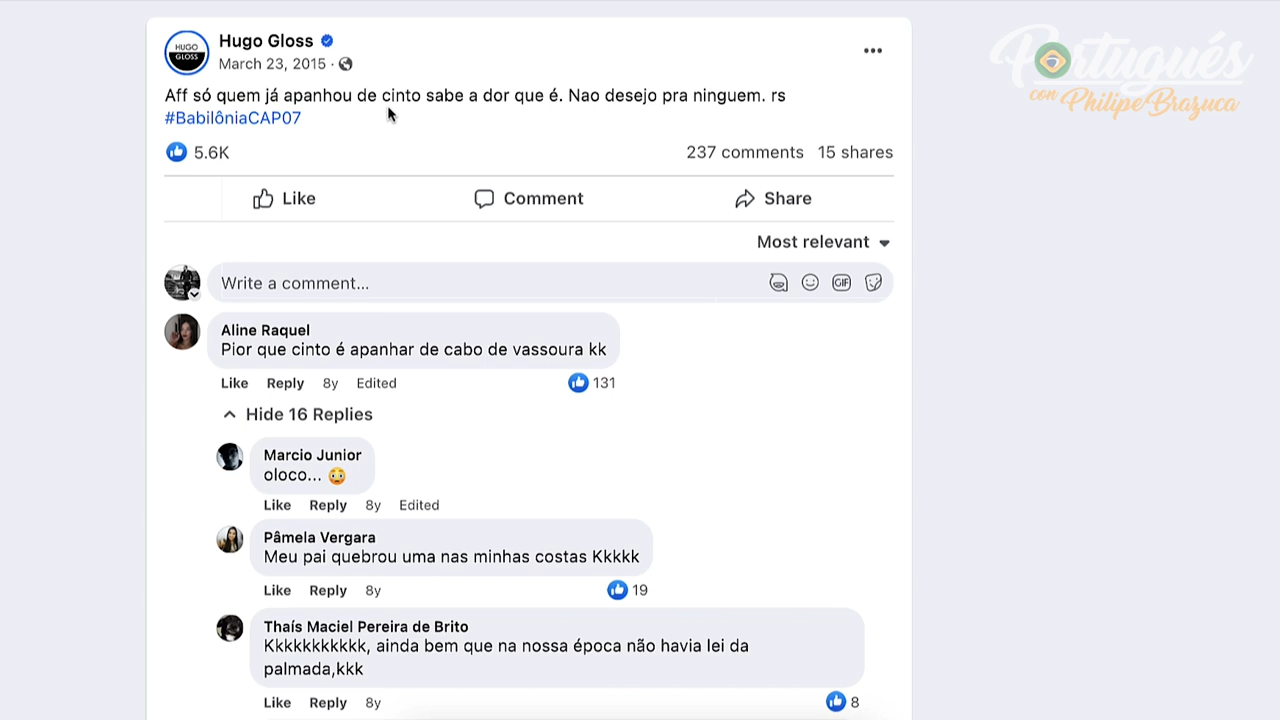 Hugo Gloss
HUGO
GLOSS
March 23, 2015 ·
Aff só quem já apanhou de cinto sabe a dor que é. Nao desejo pra ninguem. rs
#BabilôniaCAP07
5.6K
237 comments 15 shares
Like Comment Share
Most relevant
Write a comment...
GIF
Aline Raquel
Pior que cinto é apanhar de cabo de vassoura kk
Like Reply 8y Edited 131
Hide 16 Replies
Marcio Junior
oloco... 😳
Like Reply 8y Edited
Pâmela Vergara
Meu pai quebrou uma nas minhas costas Kkkkk
Like Reply 8y 19
Thaís Maciel Pereira de Brito
Kkkkkkkkkkk, ainda bem que na nossa época não havia lei da
palmada,kkk
Like Reply 8y 8
Portugués
con Philipe Brazuca